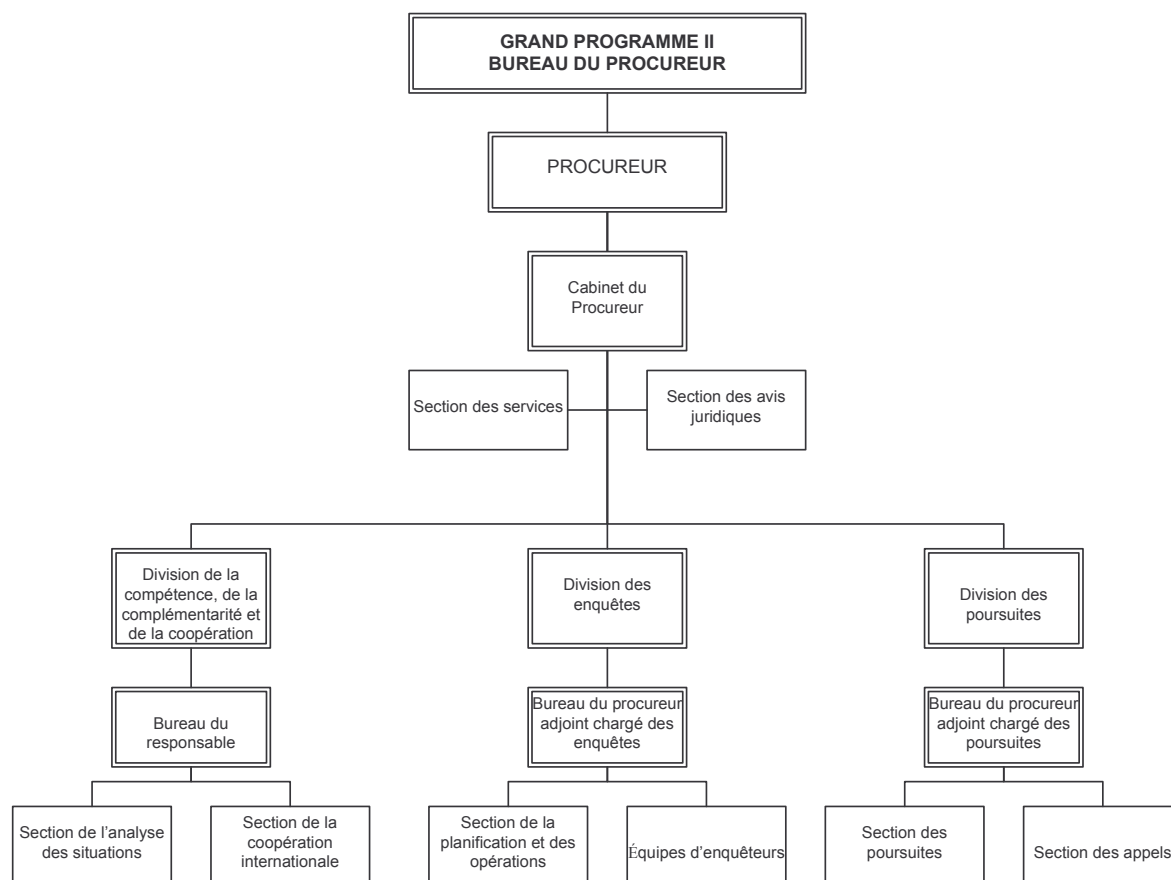 GRAND PROGRAMME II
BUREAU DU PROCUREUR
PROCUREUR
Cabinet du
Procureur
Section des services
Section des avis
juridiques
Division de la
compétence, de la
complémentarité et
de la coopération
Division des
enquêtes
Division des
poursuites
Bureau du
responsable
Bureau du procureur
adjoint chargé des
enquêtes
Bureau du procureur
adjoint chargé des
poursuites
Section de l’analyse
des situations
Section de la
coopération
internationale
Section de la
planification et des
opérations
Équipes d’enquêteurs
Section des
poursuites
Section des appels